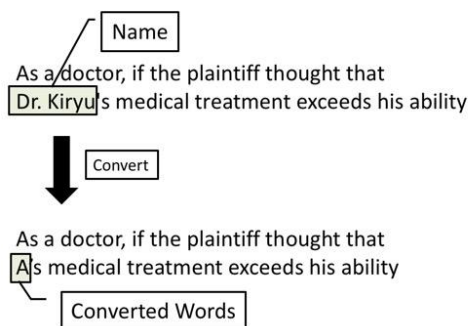 Name
As a doctor, if the plaintiff thought that
Dr. Kiryu's medical treatment exceeds his ability
Convert
As a doctor, if the plaintiff thought that
A's medical treatment exceeds his ability
Converted Words